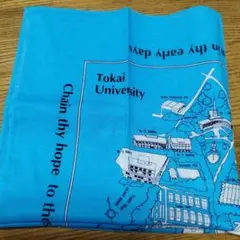 in thy early days
Tokai
University
Chain thy hope to the